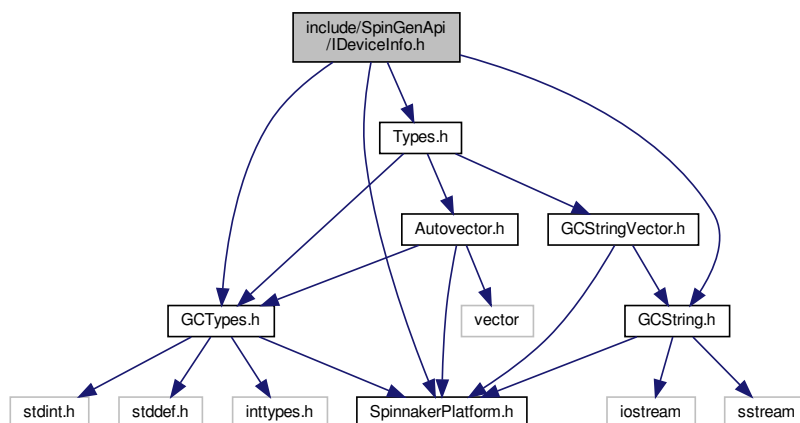 include/SpinGenApi
/IDeviceInfo.h
Types.h
Autovector.h
GCStringVector.h
GCTypes.h
vector
GCString.h
stdint.h
stddef.h
inttypes.h
SpinnakerPlatform.h
iostream
sstream